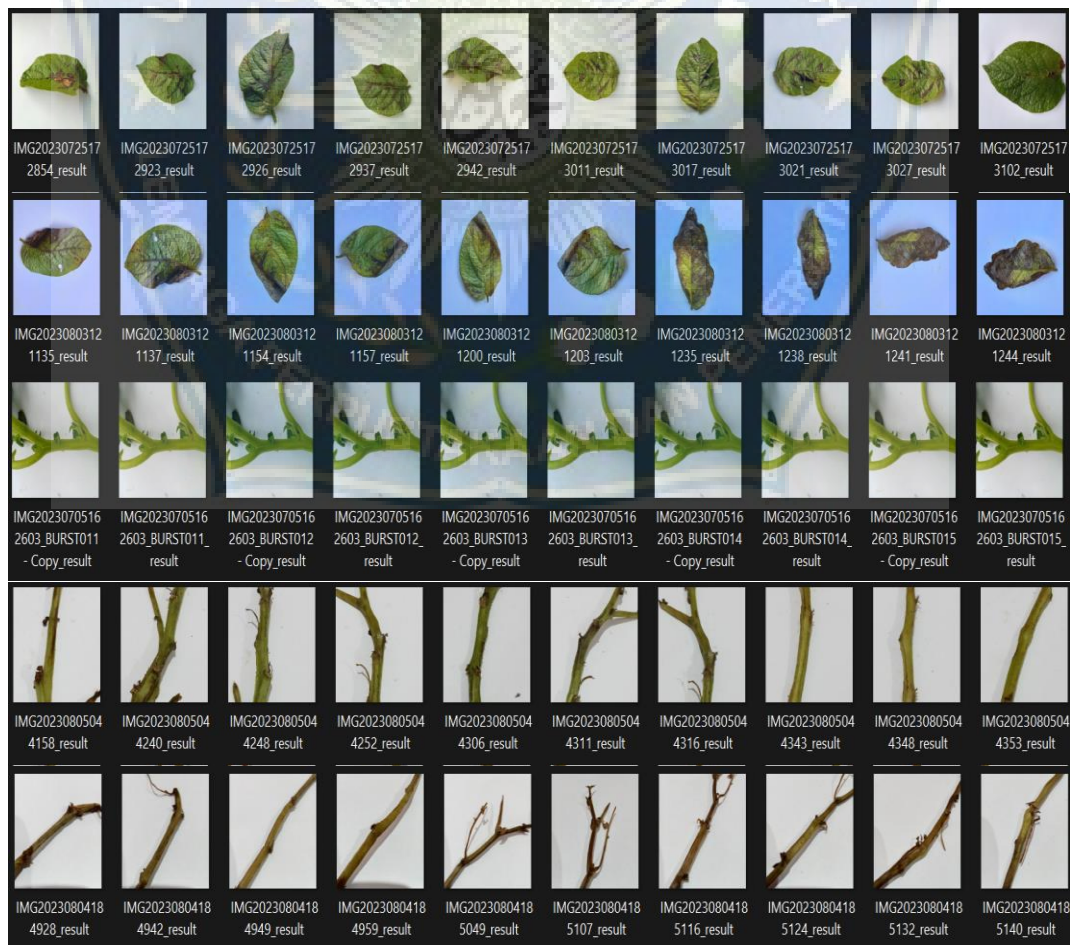 IMG2023072517 IMG2023072517 IMG2023072517 IMG2023072517 IMG2023072517 IMG2023072517 IMG2023072517 IMG2023072517 IMG2023072517 IMG2023072517
2854_result 2923_result 2926_result 2937_result 2942_result 3011_result 3017_result 3021_result 3027_result 3102_result
IMG2023080312 IMG2023080312 IMG2023080312 IMG2023080312 IMG2023080312 IMG2023080312 IMG2023080312 IMG2023080312 IMG2023080312 IMG2023080312
1135_result 1137_result 1154_result 1157_result 1200_result 1203_result 1235_result 1238_result 1241_result 1244_result
IMG2023070516 IMG2023070516 IMG2023070516 IMG2023070516 IMG2023070516 IMG2023070516 IMG2023070516 IMG2023070516 IMG2023070516 IMG2023070516
2603_BURST011 2603_BURST011_ 2603_BURST012 2603_BURST012_ 2603_BURST013 2603_BURST013_ 2603_BURST014 2603_BURST014_ 2603_BURST015 2603_BURST015_
- Copy_result result - Copy_result result - Copy_result result - Copy_result result - Copy_result result
IMG2023080504 IMG2023080504 IMG2023080504 IMG2023080504 IMG2023080504 IMG2023080504 IMG2023080504 IMG2023080504 IMG2023080504 IMG2023080504
4158_result 4240_result 4248_result 4252_result 4306_result 4311_result 4316_result 4343_result 4348_result 4353_result
IMG2023080418 IMG2023080418 IMG2023080418 IMG2023080418 IMG2023080418 IMG2023080418 IMG2023080418 IMG2023080418 IMG2023080418 IMG2023080418
4928_result 4942_result 4949_result 4959_result 5049_result 5107_result 5116_result 5124_result 5132_result 5140_result